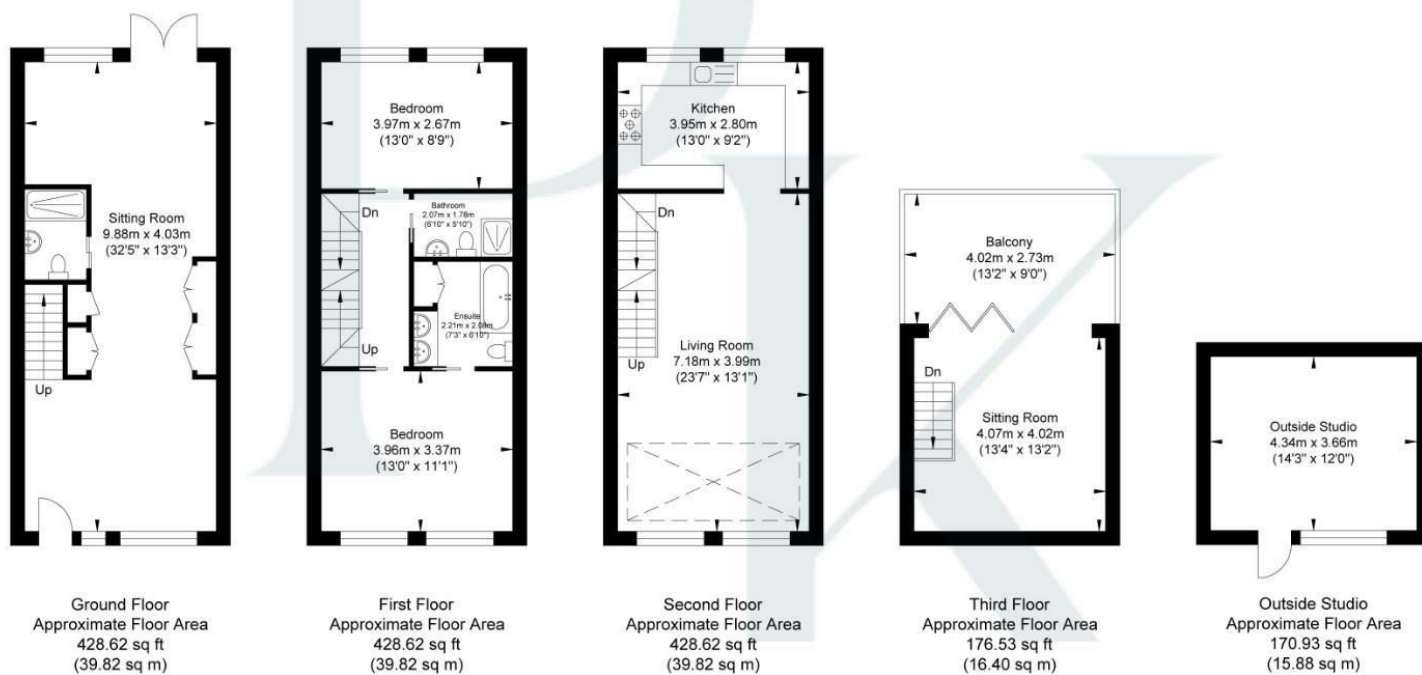 Sitting Room
9.88m x 4.03m
(32'5" x 13'3")
Up
Ground Floor
Approximate Floor Area
428.62 sq ft
(39.82 sq m)
Bedroom
3.97m x 2.67m
(13'0" x 8'9")
Dn
Bathroom
2.07m x 1.78m
(6'10" x 5'10")
Ensuite
2.21m x 2.08m
(7'3" x 6'10")
Up
Bedroom
3.96m x 3.37m
(13'0" x 11'1")
First Floor
Approximate Floor Area
428.62 sq ft
(39.82 sq m)
Kitchen
3.95m x 2.80m
(13'0" x 9'2")
Dn
Up
Living Room
7.18m x 3.99m
(23'7" x 13'1")
Second Floor
Approximate Floor Area
428.62 sq ft
(39.82 sq m)
Balcony
4.02m x 2.73m
(13'2" x 9'0")
Dn
Sitting Room
4.07m x 4.02m
(13'4" x 13'2")
Third Floor
Approximate Floor Area
176.53 sq ft
(16.40 sq m)
Outside Studio
4.34m x 3.66m
(14'3" x 12'0")
Outside Studio
Approximate Floor Area
170.93 sq ft
(15.88 sq m)